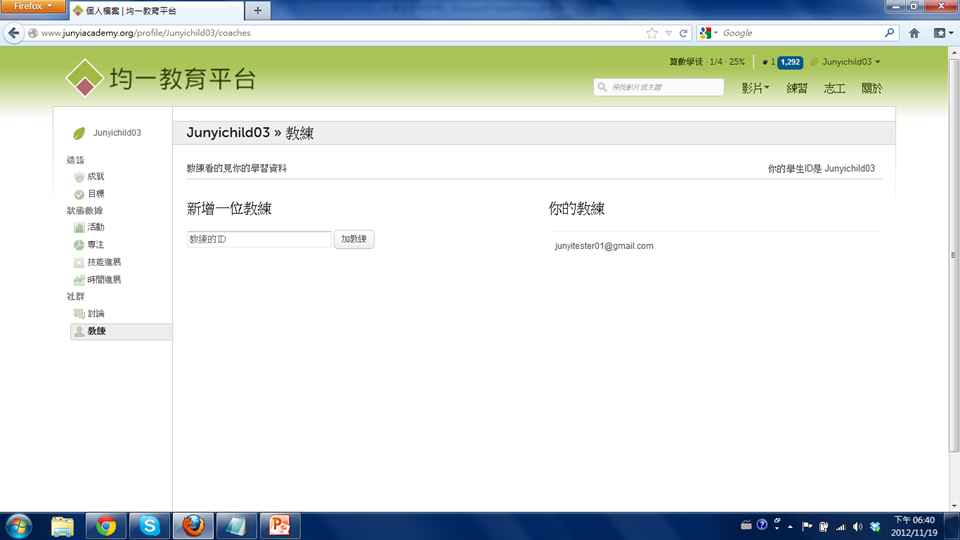 Firefox
個人檔案 | 均一教育平台
www.junyiacademy.org/profile/Junyichild03/coaches
Google
均一教育平台
算數學徒 · 1/4 · 25%
1
1,292
Junyichild03
尋找影片或主題
影片
練習
志工
關於
Junyichild03
造詣
成就
目標
狀態數據
活動
專注
技能進展
時間進展
社群
討論
教練
Junyichild03 » 教練
教練看的見你的學習資料
你的學生ID是 Junyichild03
新增一位教練
教練的 ID
加教練
你的教練
junyitester01@gmail.com
下午 06:40
2012/11/19